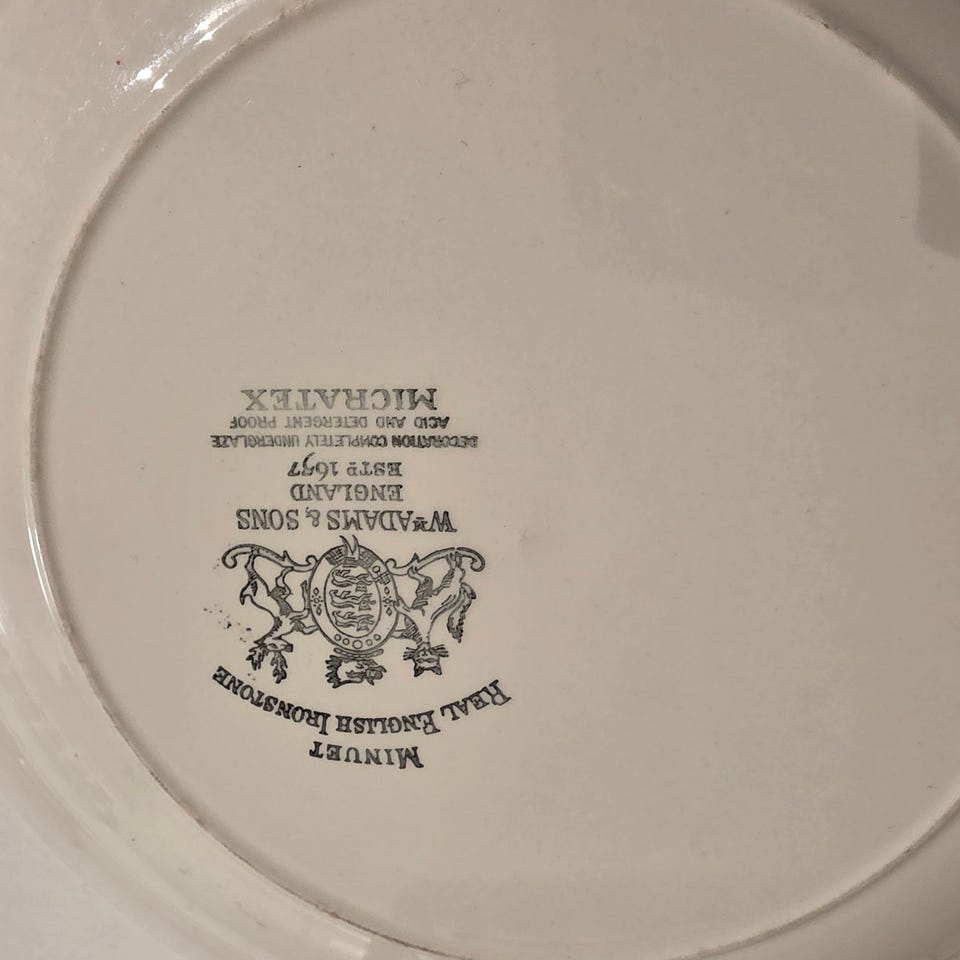 MINUET
REAL ENGLISH IRONSTONE
Wᴹ ADAMS & SONS
ENGLAND
ESTᴰ 1657
DECORATION COMPLETELY UNDERGLAZE
ACID AND DETERGENT PROOF
MICRATEX